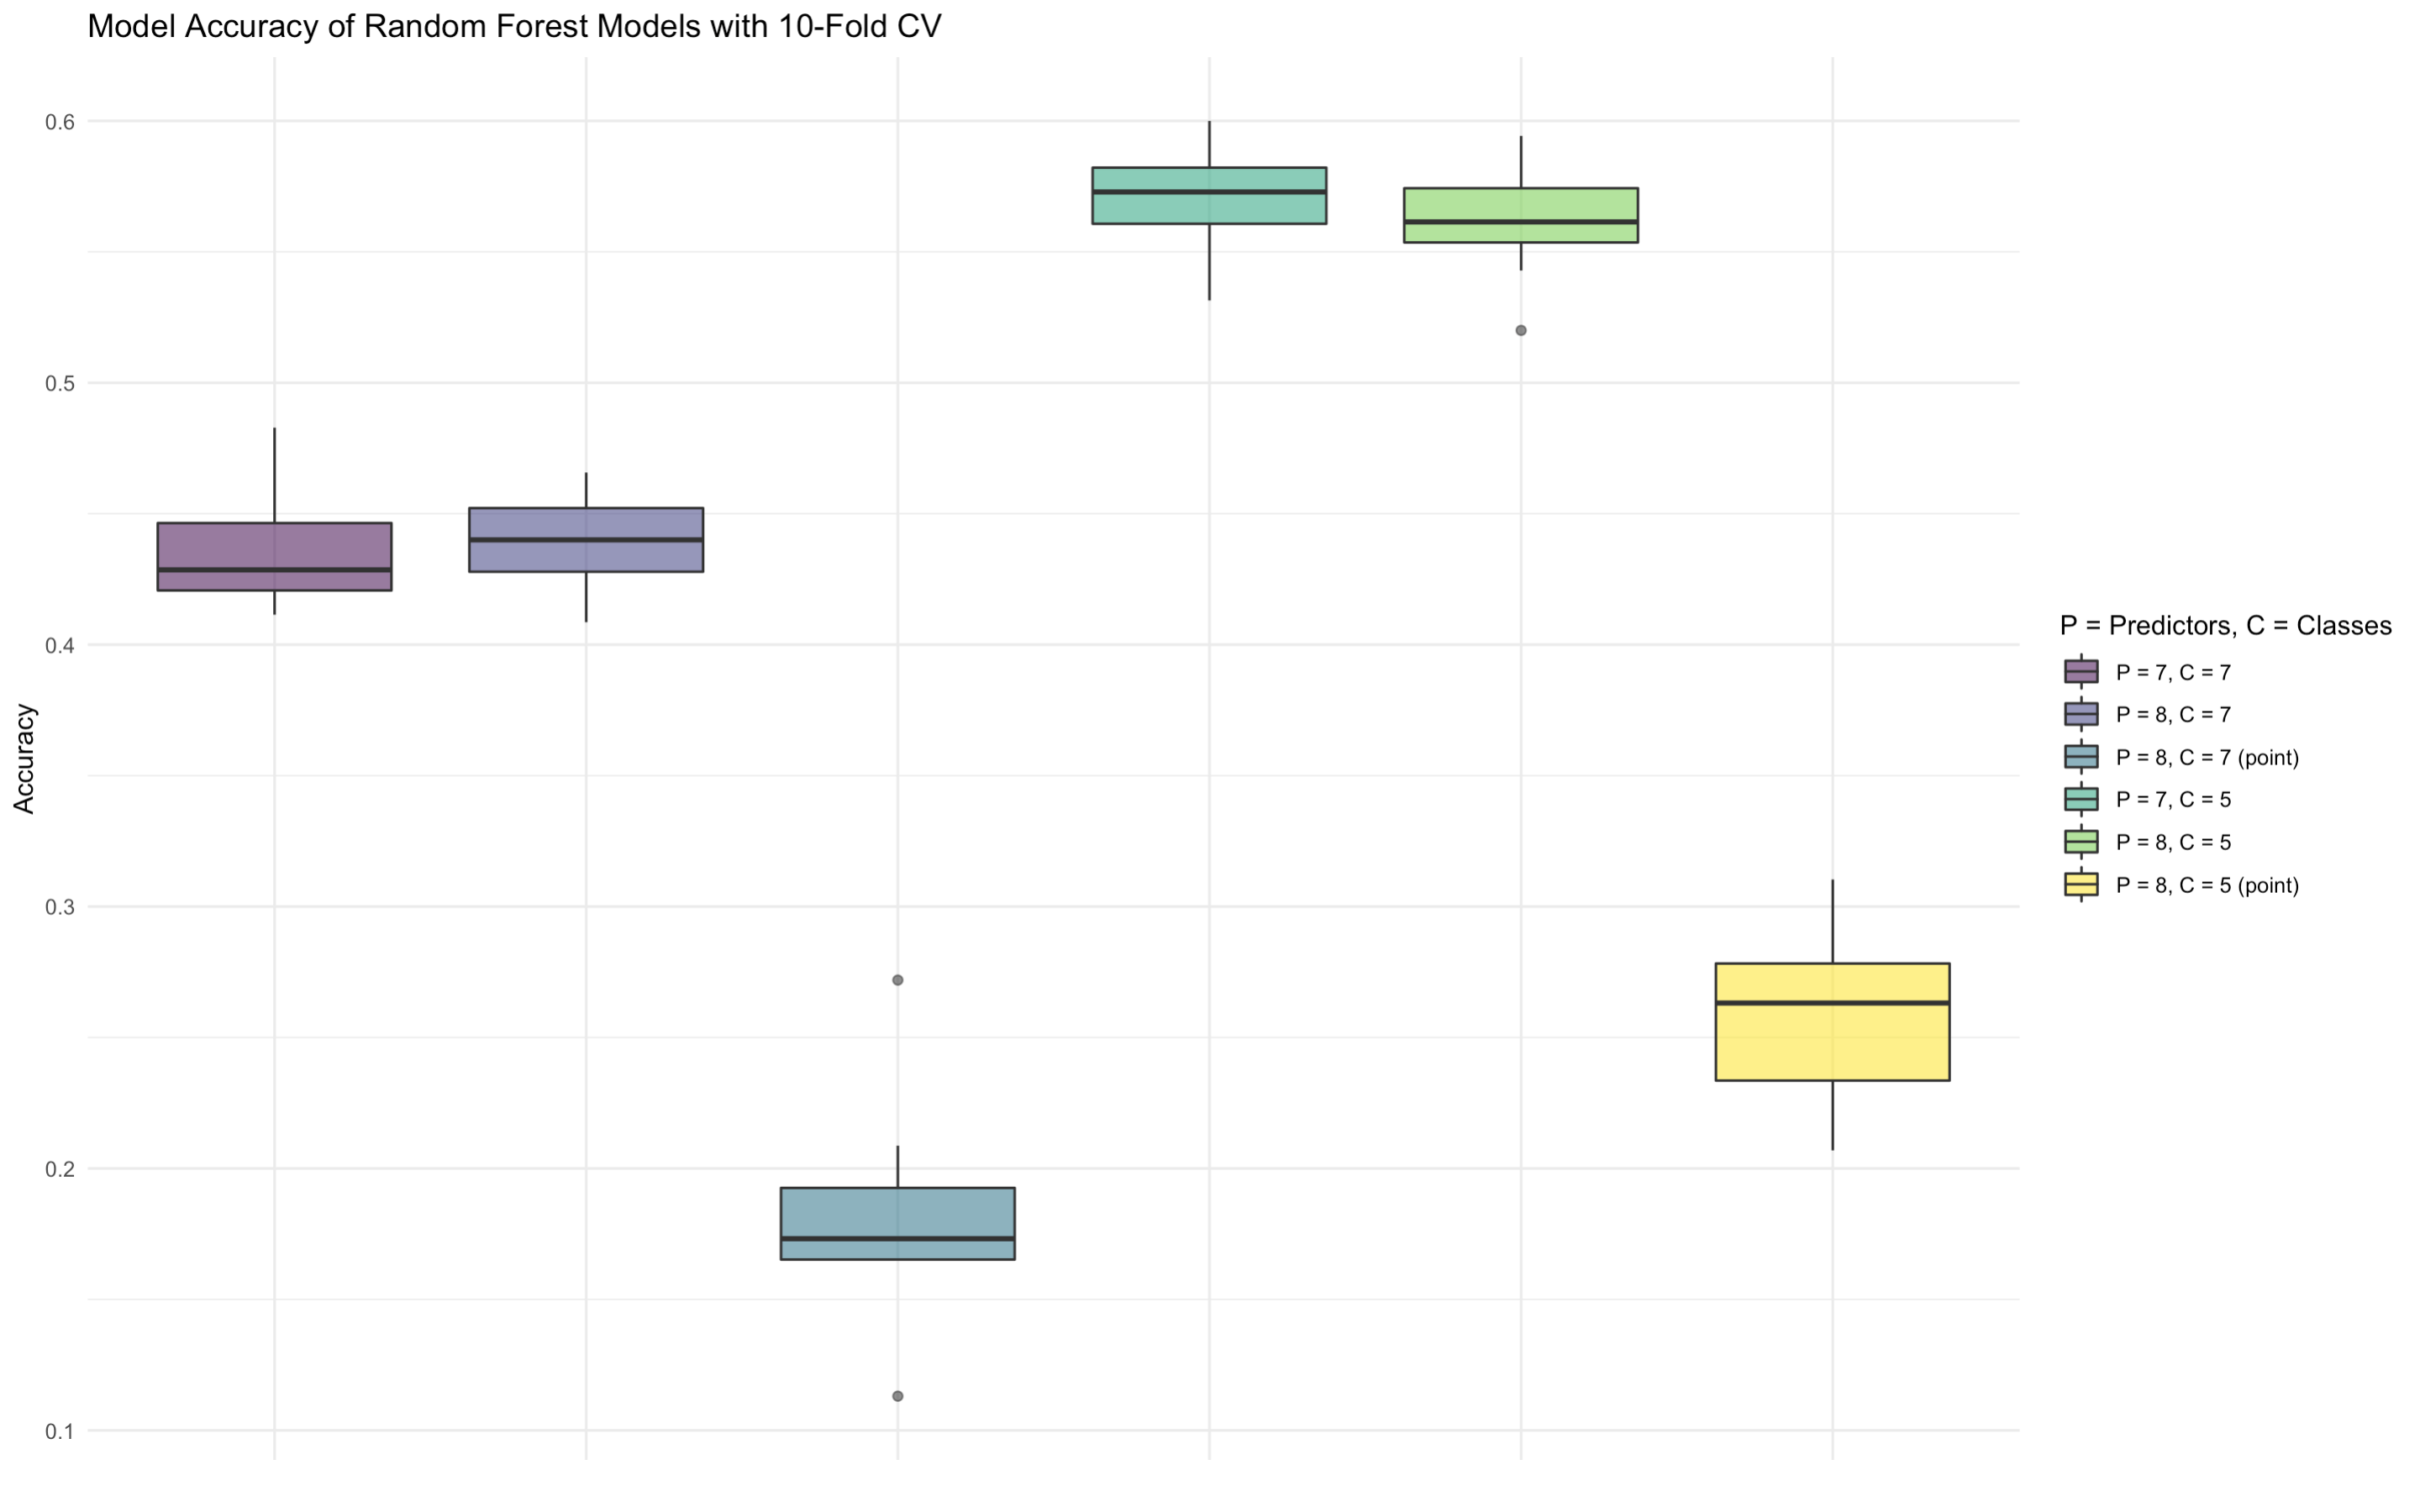 Model Accuracy of Random Forest Models with 10-Fold CV
0.6
0.5
0.4
0.3
0.2
0.1
Accuracy
P = Predictors, C = Classes
P = 7, C = 7
P = 8, C = 7
P = 8, C = 7 (point)
P = 7, C = 5
P = 8, C = 5
P = 8, C = 5 (point)